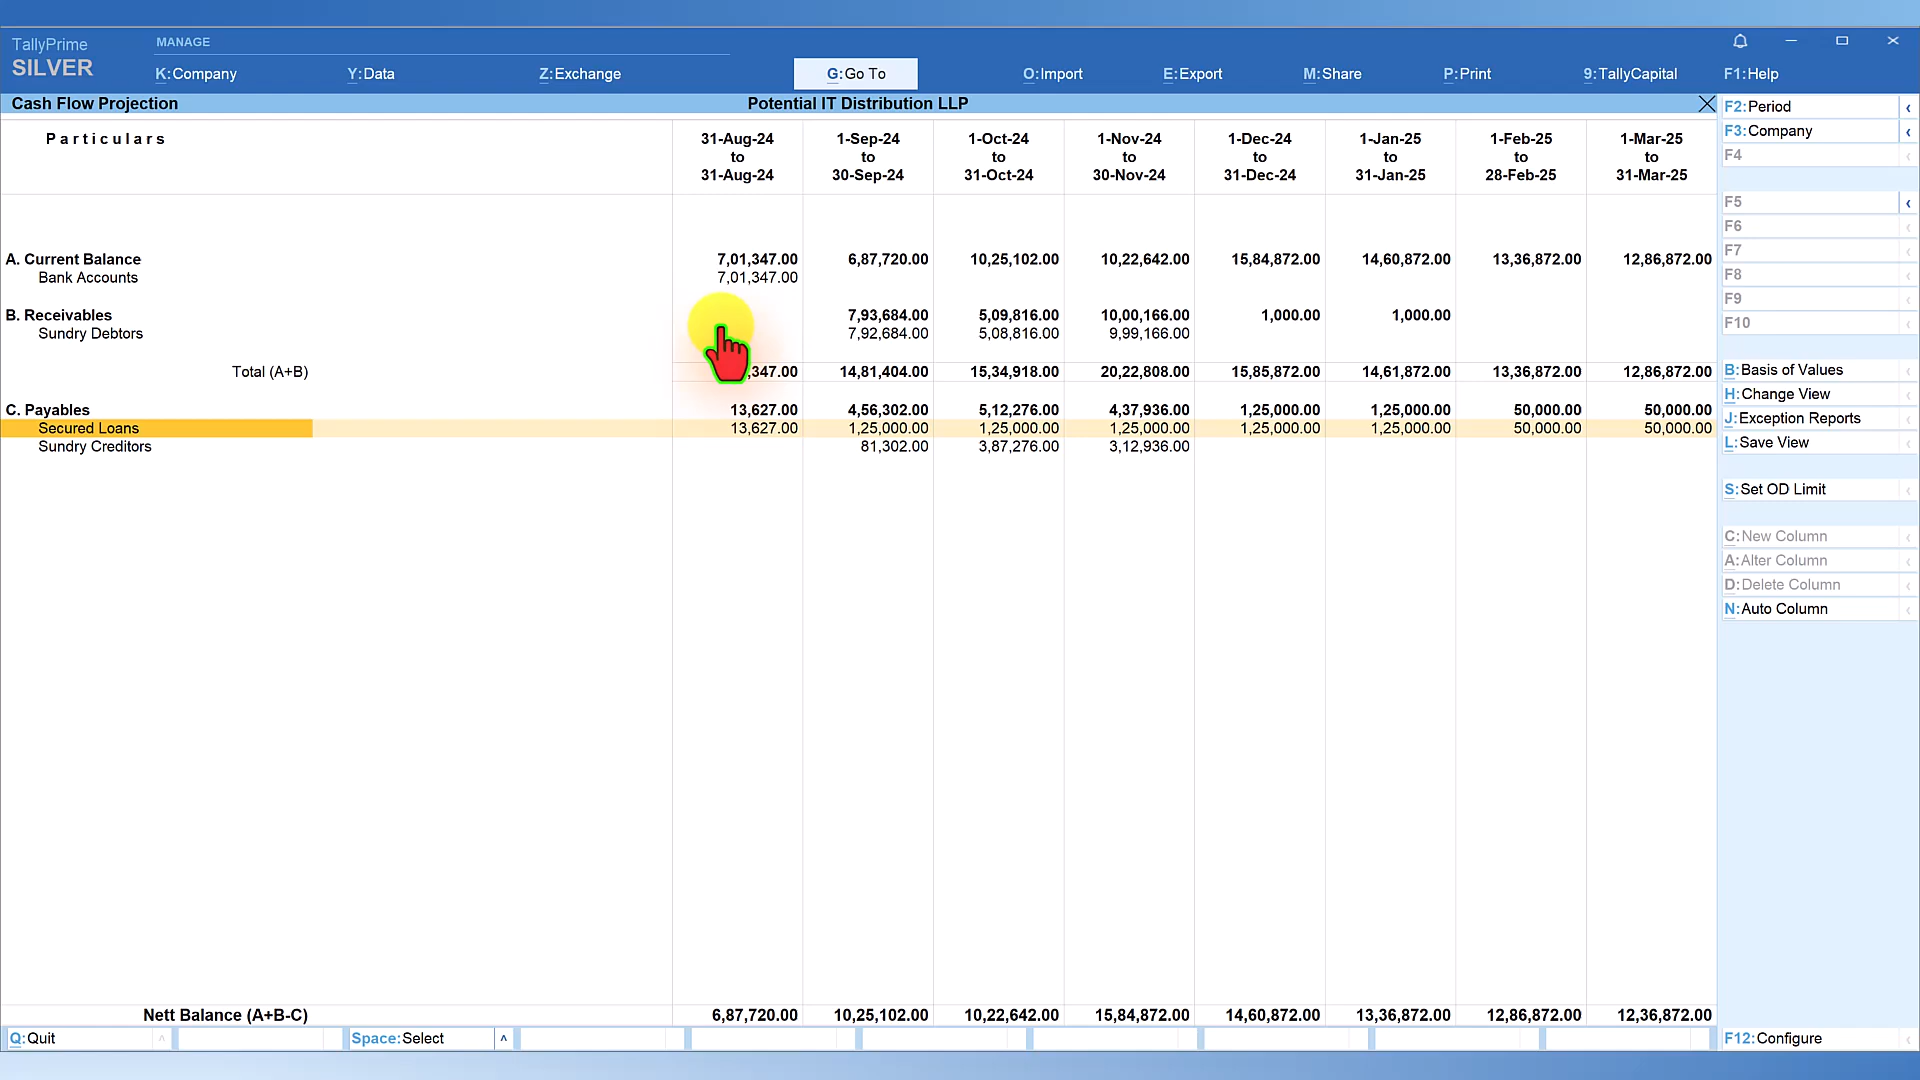 TallyPrime
SILVER
MANAGE
K:Company Y:Data Z:Exchange G:Go To O:Import E:Export M:Share P:Print 9:TallyCapital F1:Help
Cash Flow Projection Potential IT Distribution LLP
Particulars 31-Aug-24 1-Sep-24 1-Oct-24 1-Nov-24 1-Dec-24 1-Jan-25 1-Feb-25 1-Mar-25
to to to to to to to to
31-Aug-24 30-Sep-24 31-Oct-24 30-Nov-24 31-Dec-24 31-Jan-25 28-Feb-25 31-Mar-25
A. Current Balance 7,01,347.00 6,87,720.00 10,25,102.00 10,22,642.00 15,84,872.00 14,60,872.00 13,36,872.00 12,86,872.00
Bank Accounts 7,01,347.00
B. Receivables 7,93,684.00 5,09,816.00 10,00,166.00 1,000.00 1,000.00
Sundry Debtors 7,92,684.00 5,08,816.00 9,99,166.00
Total (A+B) ,347.00 14,81,404.00 15,34,918.00 20,22,808.00 15,85,872.00 14,61,872.00 13,36,872.00 12,86,872.00
C. Payables 13,627.00 4,56,302.00 5,12,276.00 4,37,936.00 1,25,000.00 1,25,000.00 50,000.00 50,000.00
Secured Loans 13,627.00 1,25,000.00 1,25,000.00 1,25,000.00 1,25,000.00 1,25,000.00 50,000.00 50,000.00
Sundry Creditors 81,302.00 3,87,276.00 3,12,936.00
Nett Balance (A+B-C) 6,87,720.00 10,25,102.00 10,22,642.00 15,84,872.00 14,60,872.00 13,36,872.00 12,86,872.00 12,36,872.00
F2:Period
F3:Company
F4
F5
F6
F7
F8
F9
F10
B:Basis of Values
H:Change View
J:Exception Reports
L:Save View
S:Set OD Limit
C:New Column
A:Alter Column
D:Delete Column
N:Auto Column
Q:Quit Space:Select F12:Configure